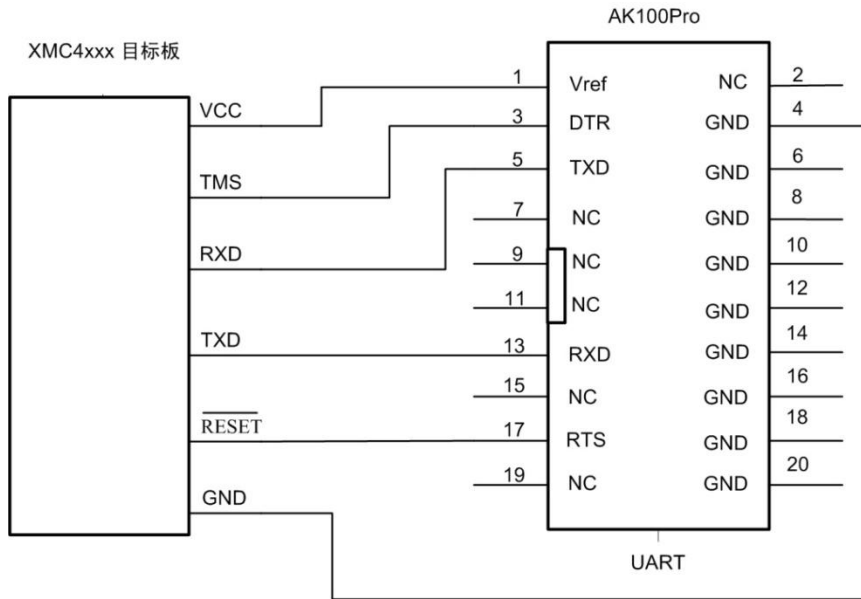 AK100Pro
XMC4xxx 目标板
VCC
TMS
RXD
TXD
RESET
GND
1 Vref NC 2
3 DTR GND 4
5 TXD GND 6
7 NC GND 8
9 NC GND 10
11 NC GND 12
13 RXD GND 14
15 NC GND 16
17 RTS GND 18
19 NC GND 20
UART